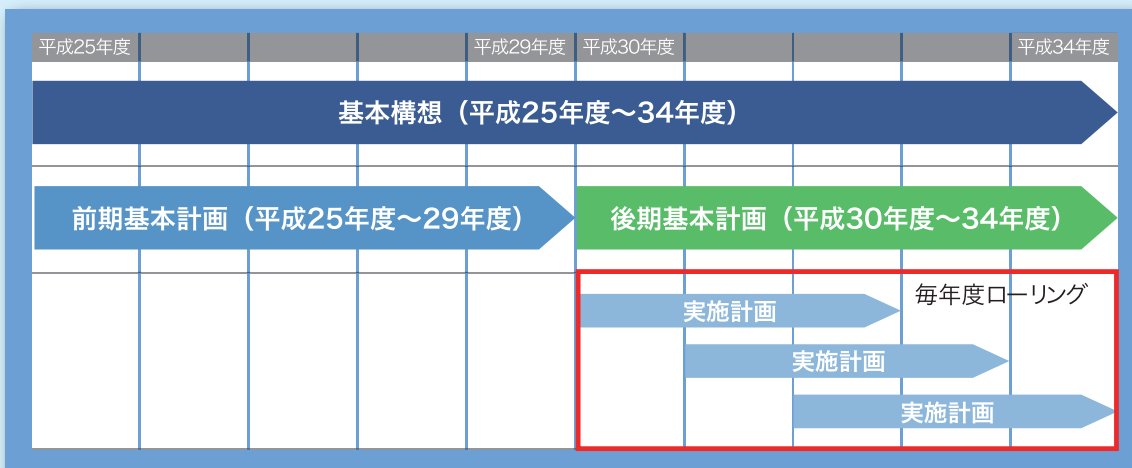 平成25年度 平成29年度 平成30年度 平成34年度
基本構想（平成25年度～34年度）
前期基本計画（平成25年度～29年度） 後期基本計画（平成30年度～34年度）
毎年度ローリング
実施計画
実施計画
実施計画